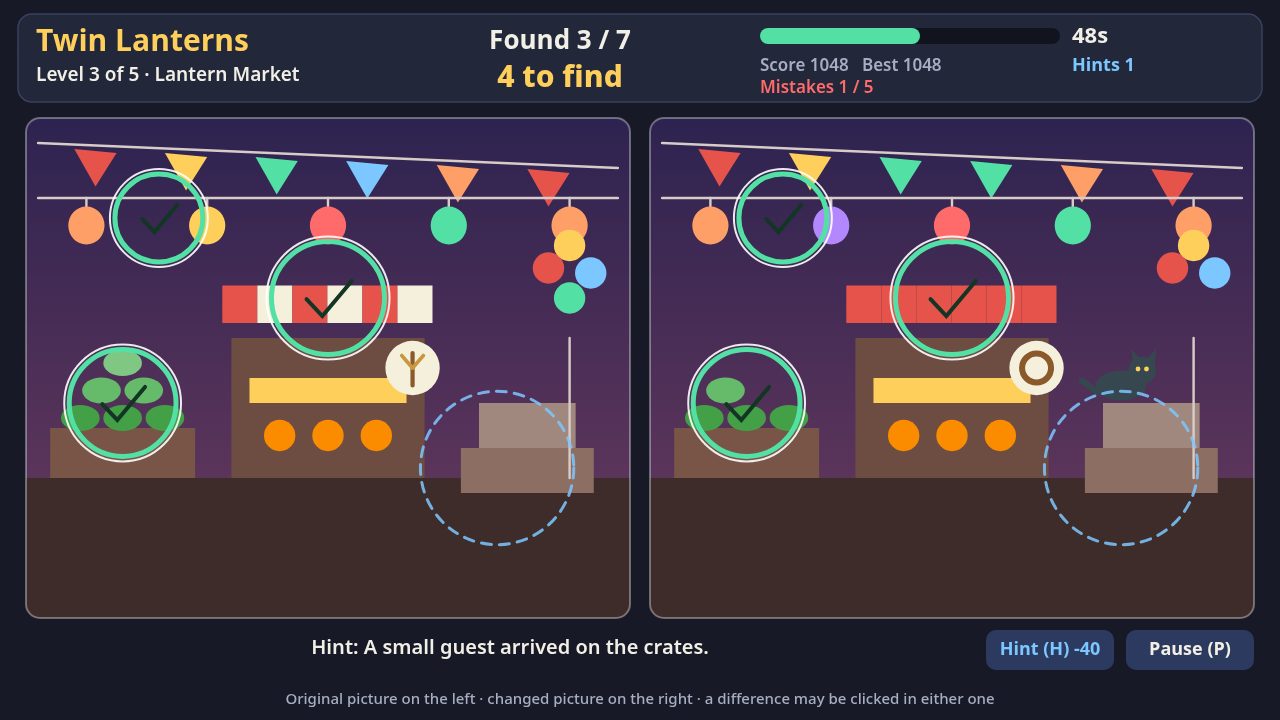 Twin Lanterns
Level 3 of 5 · Lantern Market
Found 3 / 7
4 to find
48s
Score 1048 Best 1048
Hints 1
Mistakes 1 / 5
Hint: A small guest arrived on the crates.
Hint (H) -40
Pause (P)
Original picture on the left · changed picture on the right · a difference may be clicked in either one